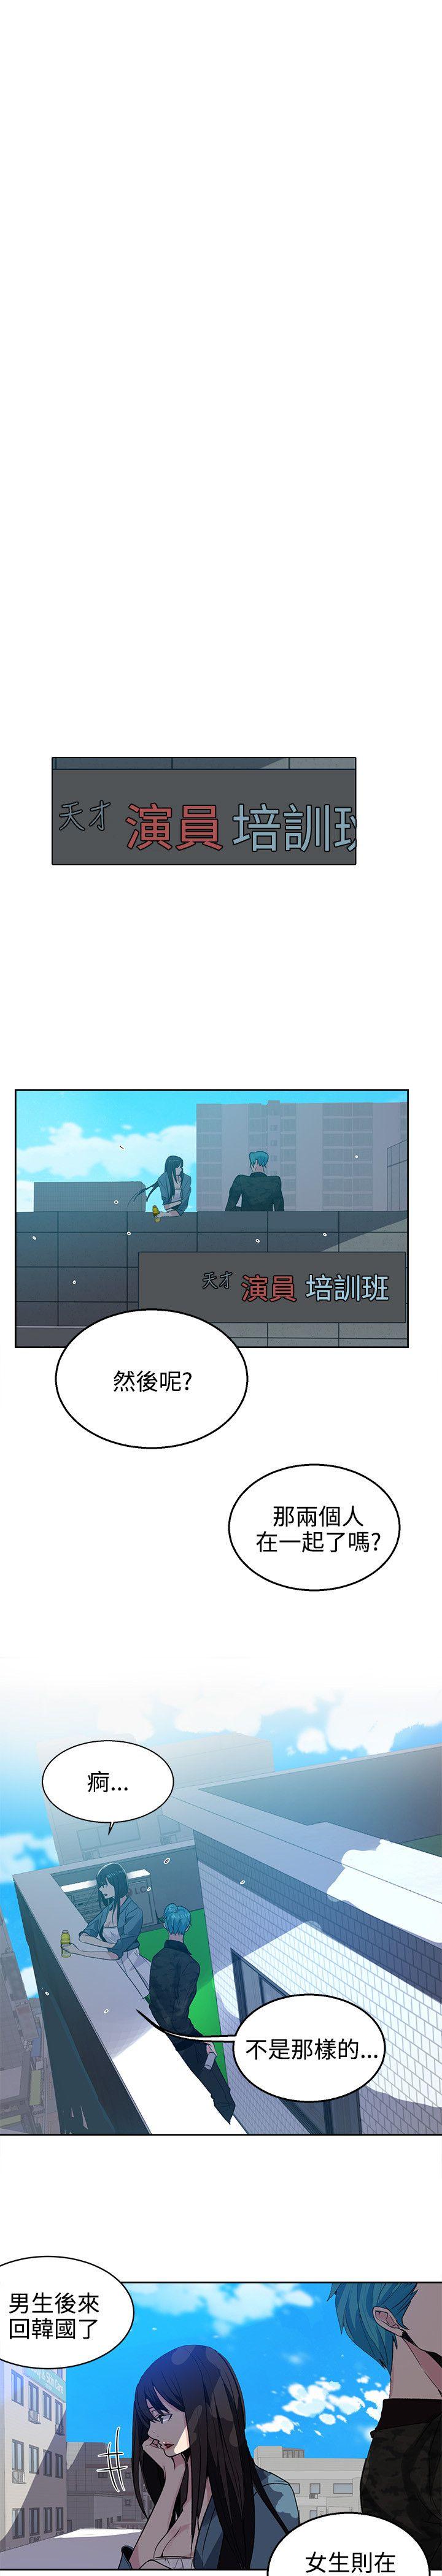 天才 演員 培訓班
天才 演員 培訓班
然後呢?
那兩個人
在一起了嗎?
痾...
不是那樣的...
男生後來
回韓國了
女生則在